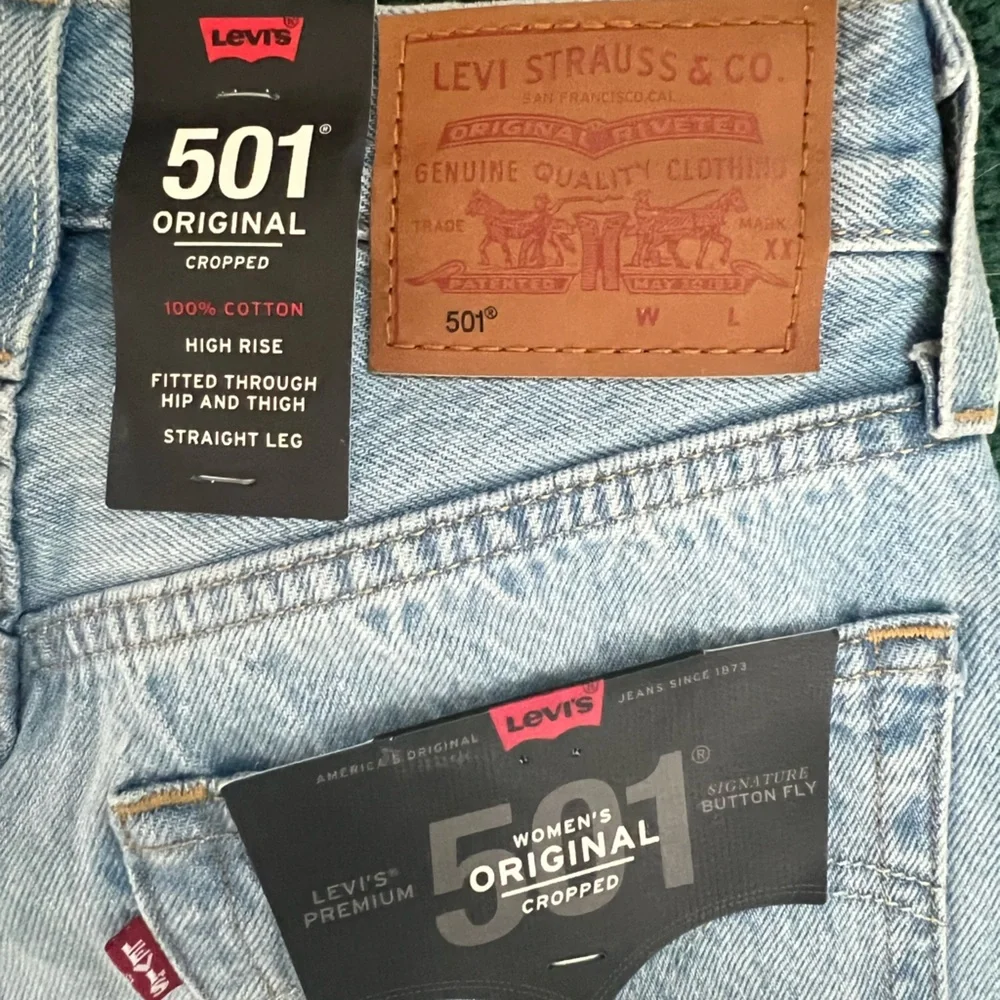 LEVI'S®
501®
ORIGINAL
CROPPED
100% COTTON
HIGH RISE
FITTED THROUGH
HIP AND THIGH
STRAIGHT LEG
LEVI STRAUSS & CO.
SAN FRANCISCO, CAL.
ORIGINAL RIVETED
GENUINE QUALITY CLOTHING
TRADE MARK
XX
PATENTED MAY 20 1873
501® W L
AMERICA'S ORIGINAL
LEVI'S®
JEANS SINCE 1873
501®
SIGNATURE
BUTTON FLY
WOMEN'S
ORIGINAL
CROPPED
LEVI'S®
PREMIUM
LEVI'S